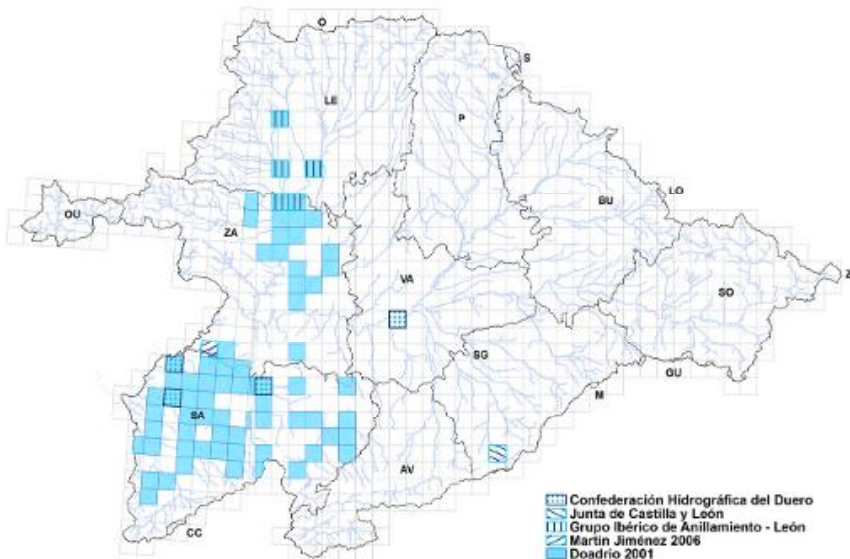 O
S
LE
P
LO
BU
OU
ZA
VA
Z
SO
SG
GU
M
SA
AV
CC
Confederación Hidrográfica del Duero
Junta de Castilla y León
Grupo Ibérico de Anillamiento - León
Martín Jiménez 2006
Doadrio 2001